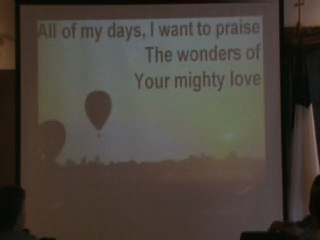 All of my days, I want to praise
The wonders of
Your mighty love